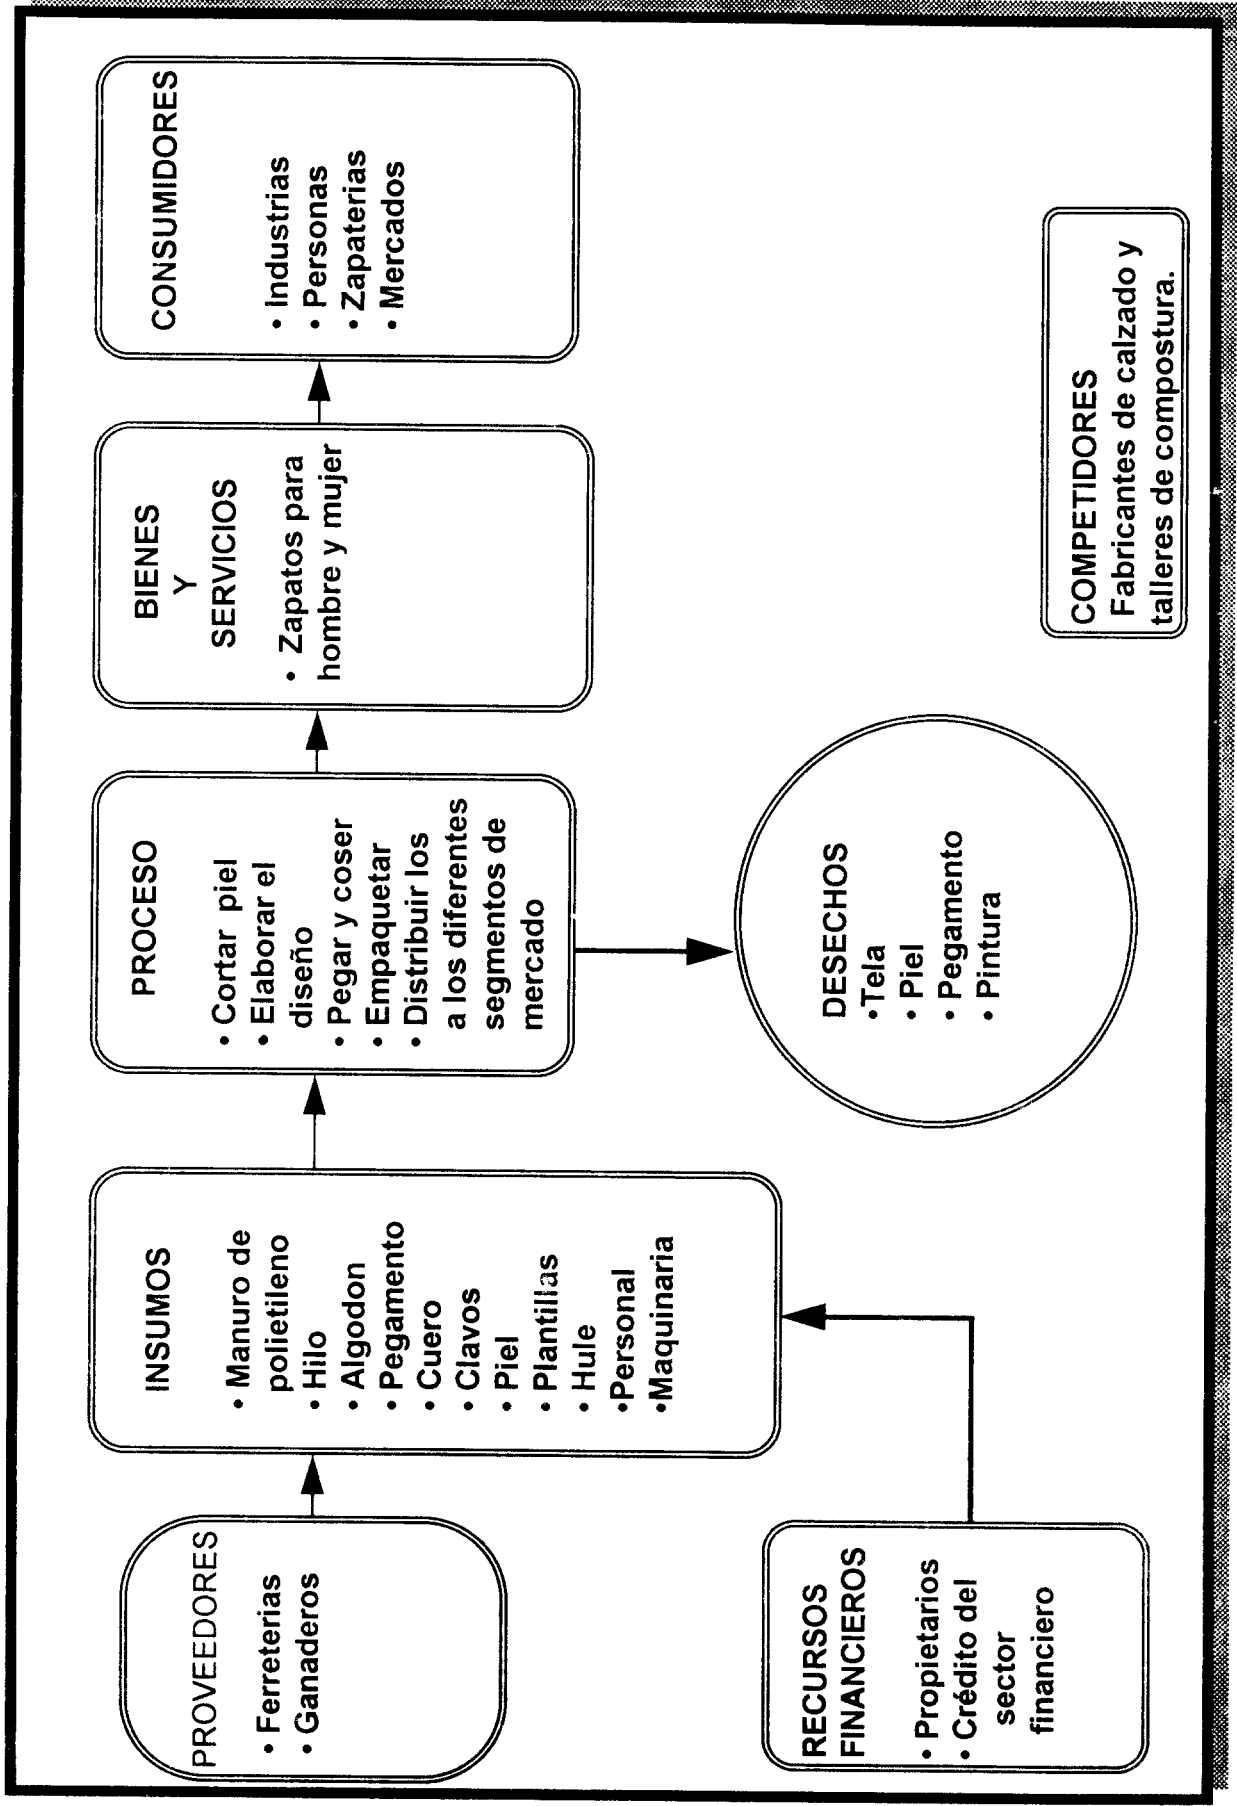 PROVEEDORES
• Ferreterias
• Ganaderos
INSUMOS
• Manuro de
polietileno
• Hilo
• Algodon
• Pegamento
• Cuero
• Clavos
• Piel
• Plantillas
• Hule
•Personal
•Maquinaria
PROCESO
• Cortar piel
• Elaborar el
diseño
• Pegar y coser
• Empaquetar
• Distribuir los
a los diferentes
segmentos de
mercado
BIENES
Y
SERVICIOS
• Zapatos para
hombre y mujer
CONSUMIDORES
• Industrias
• Personas
• Zapaterias
• Mercados
RECURSOS
FINANCIEROS
• Propietarios
• Crédito del
sector
financiero
DESECHOS
•Tela
• Piel
• Pegamento
• Pintura
COMPETIDORES
Fabricantes de calzado y
talleres de compostura.